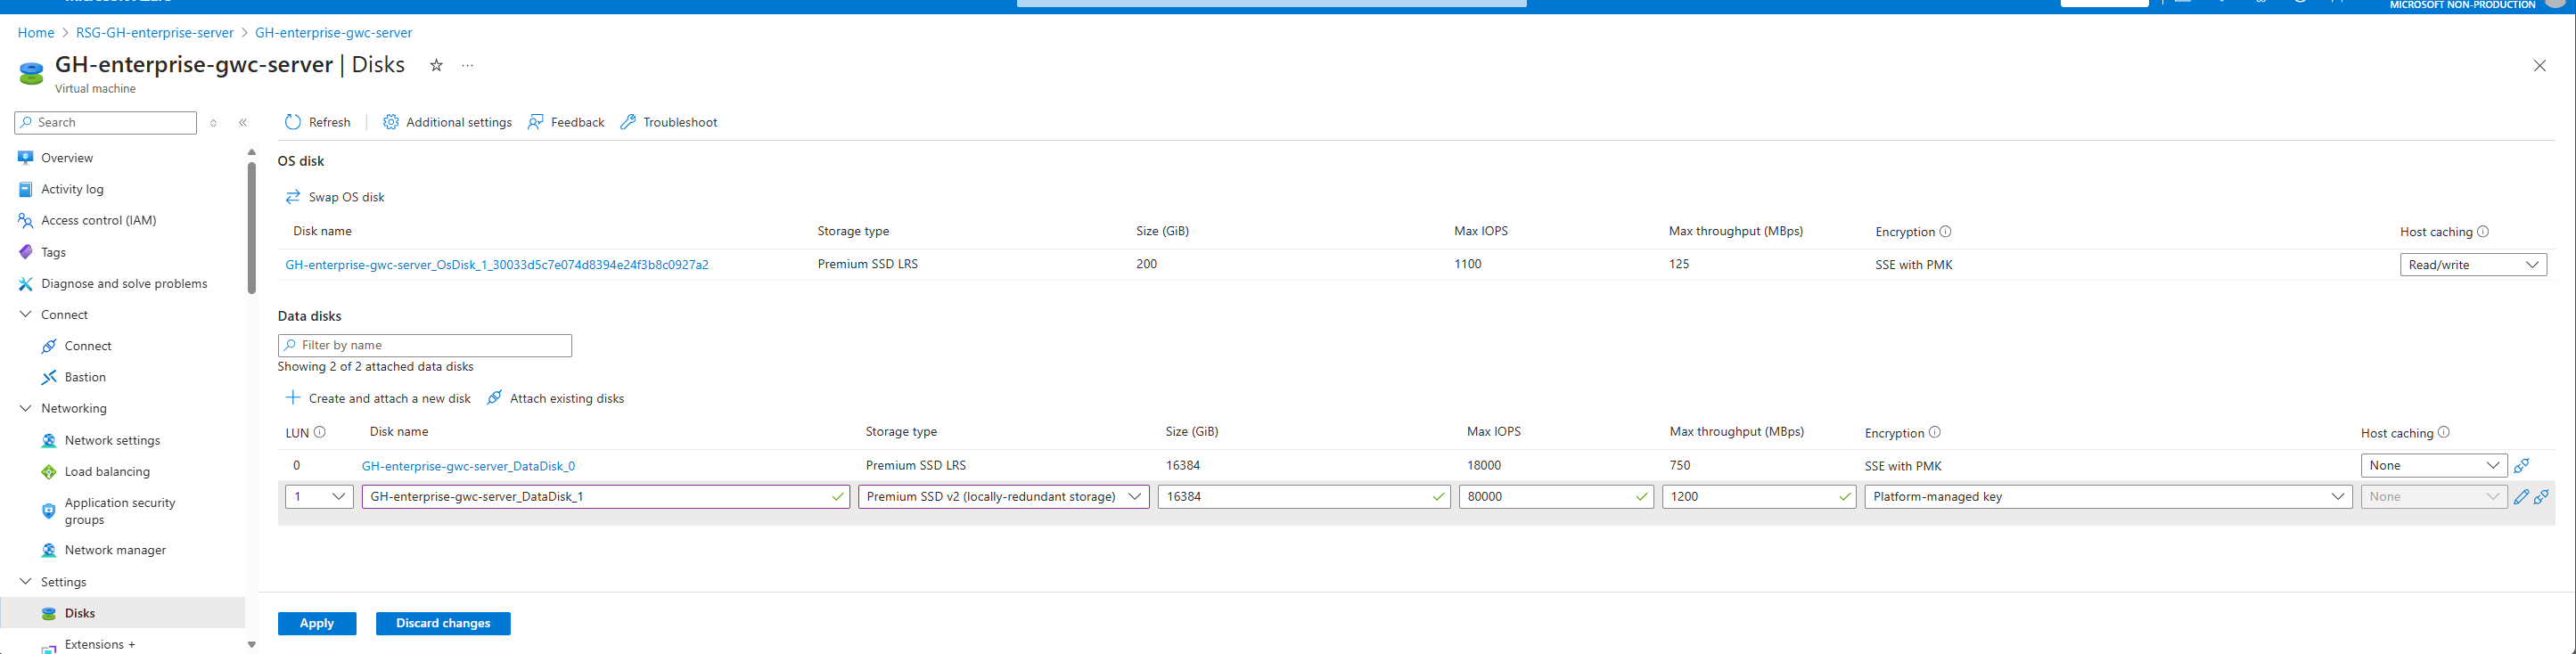 MICROSOFT NON-PRODUCTION
Home > RSG-GH-enterprise-server > GH-enterprise-gwc-server
GH-enterprise-gwc-server | Disks
Virtual machine
Search
Overview
Activity log
Access control (IAM)
Tags
Diagnose and solve problems
Connect
Connect
Bastion
Networking
Network settings
Load balancing
Application security
groups
Network manager
Settings
Disks
Extensions +
Refresh Additional settings Feedback Troubleshoot
OS disk
Swap OS disk
Disk name Storage type Size (GiB) Max IOPS Max throughput (MBps) Encryption Host caching
GH-enterprise-gwc-server_OsDisk_1_30033d5c7e074d8394e24f3b8c0927a2 Premium SSD LRS 200 1100 125 SSE with PMK Read/write
Data disks
Filter by name
Showing 2 of 2 attached data disks
Create and attach a new disk Attach existing disks
LUN Disk name Storage type Size (GiB) Max IOPS Max throughput (MBps) Encryption Host caching
0 GH-enterprise-gwc-server_DataDisk_0 Premium SSD LRS 16384 18000 750 SSE with PMK None
1 GH-enterprise-gwc-server_DataDisk_1 Premium SSD v2 (locally-redundant storage) 16384 80000 1200 Platform-managed key None
Apply Discard changes